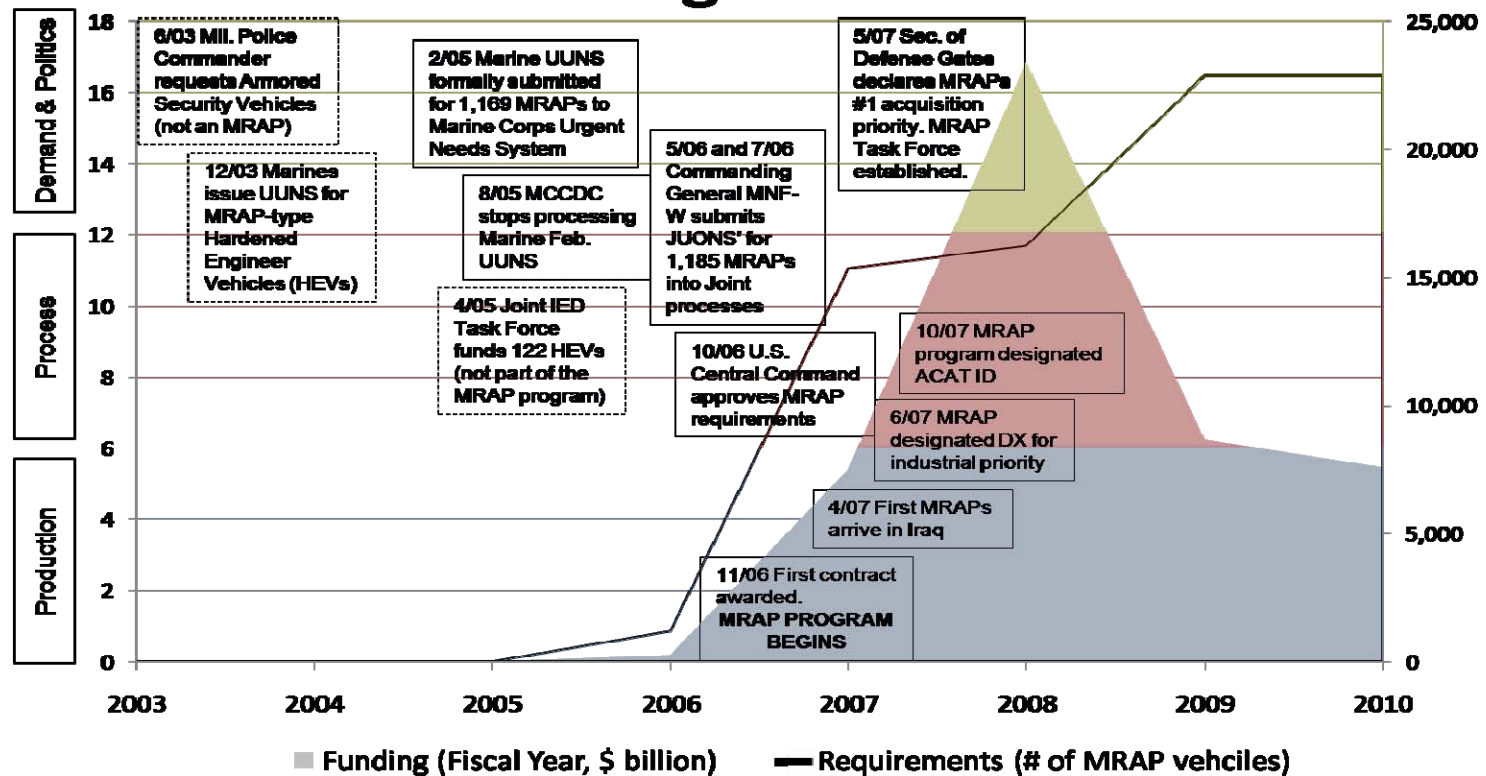 Demand & Politics
Process
Production
18
16
14
12
10
8
6
4
2
0
25,000
20,000
15,000
10,000
5,000
0
6/03 Mil. Police
Commander
requests Armored
Security Vehicles
(not an MRAP)
12/03 Marines
issue UUNS for
MRAP-type
Hardened
Engineer
Vehicles (HEVs)
2/05 Marine UUNS
formally submitted
for 1,169 MRAPs to
Marine Corps Urgent
Needs System
8/05 MCCDC
stops processing
Marine Feb.
UUNS
4/05 Joint IED
Task Force
funds 122 HEVs
(not part of the
MRAP program)
5/06 and 7/06
Commanding
General MNF-
W submits
JUONS' for
1,185 MRAPs
into Joint
processes
10/06 U.S.
Central Command
approves MRAP
requirements
5/07 Sec. of
Defense Gates
declares MRAPs
#1 acquisition
priority. MRAP
Task Force
established.
10/07 MRAP
program designated
ACAT ID
6/07 MRAP
designated DX for
industrial priority
4/07 First MRAPs
arrive in Iraq
11/06 First contract
awarded.
MRAP PROGRAM
BEGINS
2003
2004
2005
2006
2007
2008
2009
2010
Funding (Fiscal Year, $ billion)
Requirements (# of MRAP vehciles)